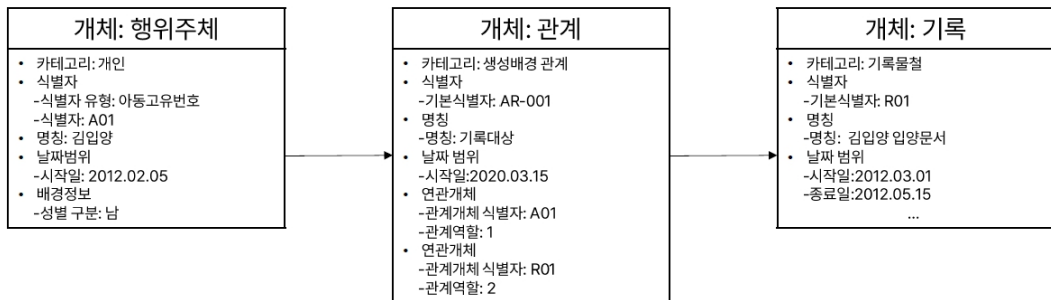 개체: 행위주체
• 카테고리: 개인
• 식별자
-식별자 유형: 아동고유번호
-식별자: A01
• 명칭: 김입양
• 날짜범위
-시작일: 2012.02.05
• 배경정보
-성별 구분: 남
개체: 관계
• 카테고리: 생성배경 관계
• 식별자
-기본식별자: AR-001
• 명칭
-명칭: 기록대상
• 날짜 범위
-시작일:2020.03.15
• 연관개체
-관계개체 식별자: A01
-관계역할: 1
• 연관개체
-관계개체 식별자: R01
-관계역할: 2
개체: 기록
• 카테고리: 기록물철
• 식별자
-기본식별자: R01
• 명칭
-명칭: 김입양 입양문서
• 날짜 범위
-시작일:2012.03.01
-종료일:2012.05.15
...